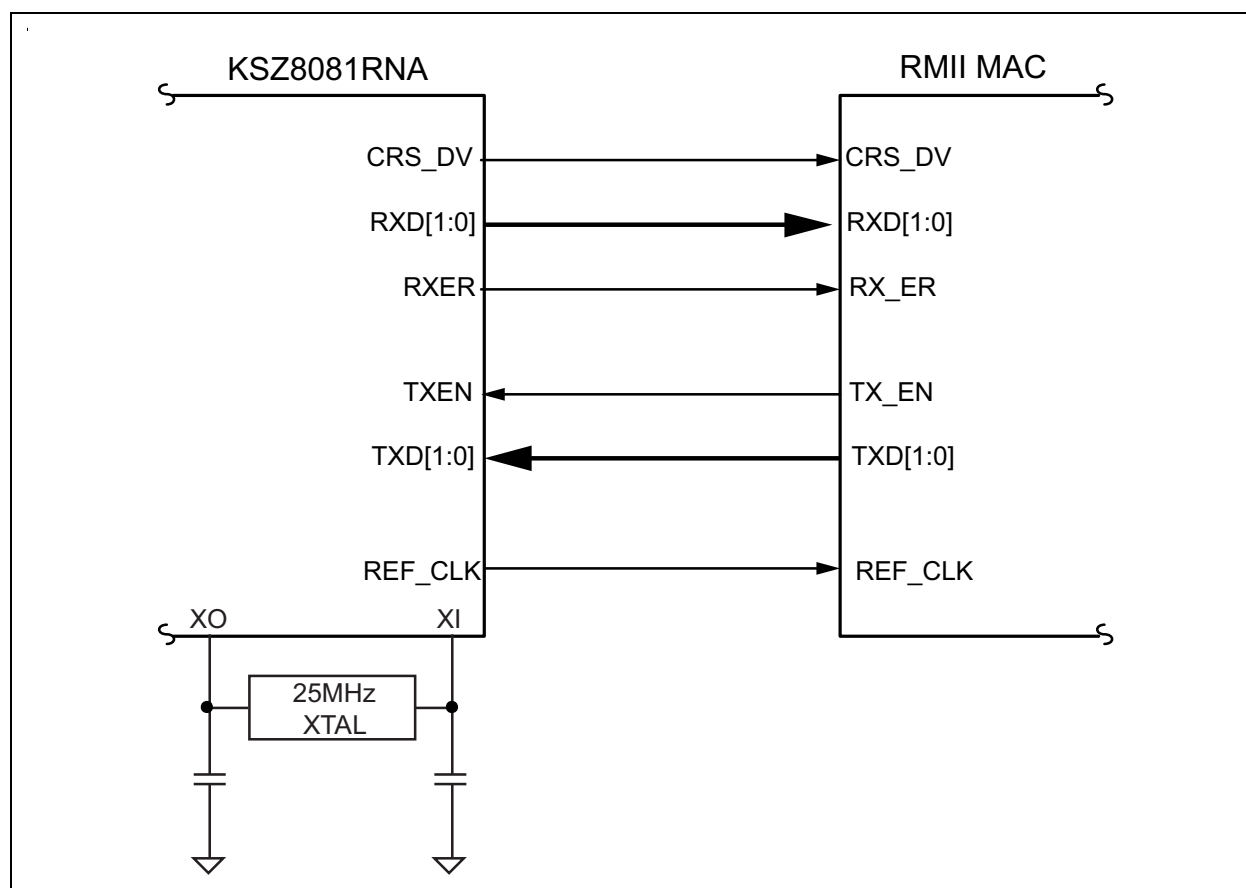 KSZ8081RNA
RMII MAC
CRS_DV
CRS_DV
RXD[1:0]
RXD[1:0]
RXER
RX_ER
TXEN
TX_EN
TXD[1:0]
TXD[1:0]
REF_CLK
REF_CLK
XO
XI
25MHz
XTAL